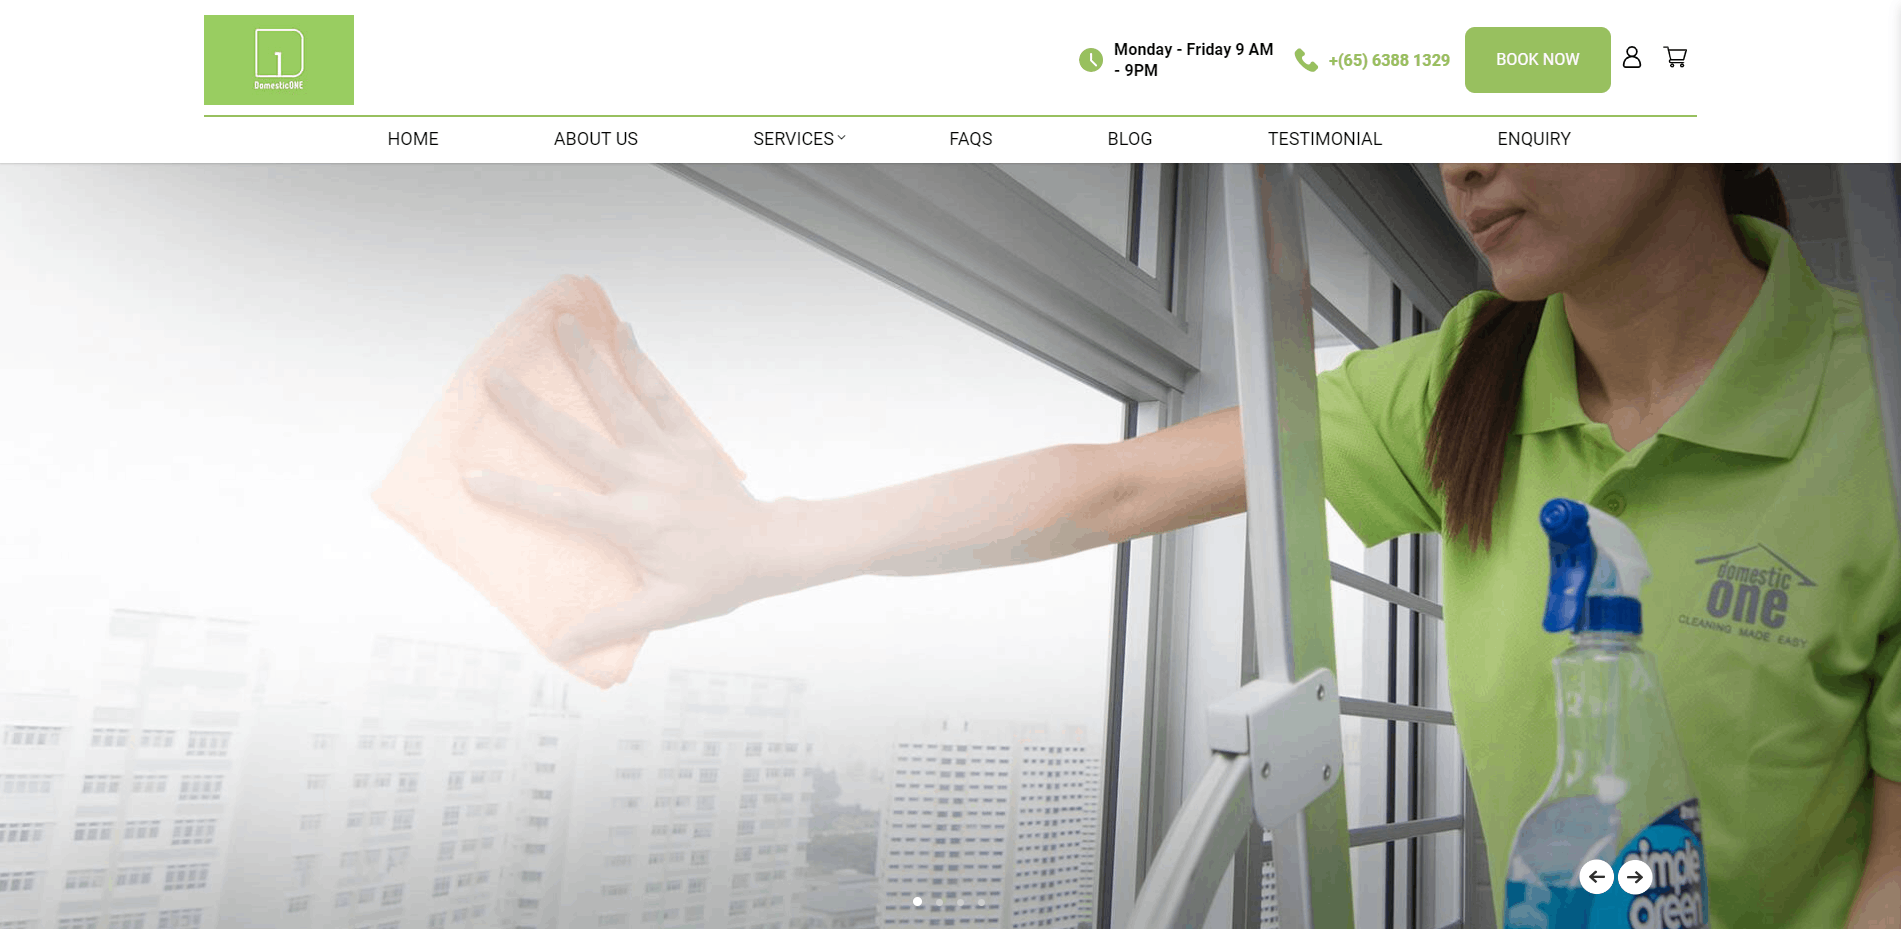 DomesticONE
Monday - Friday 9 AM
- 9PM
+(65) 6388 1329
BOOK NOW
HOME
ABOUT US
SERVICES
FAQS
BLOG
TESTIMONIAL
ENQUIRY
domestic
one
CLEANING MADE EASY
simple
green